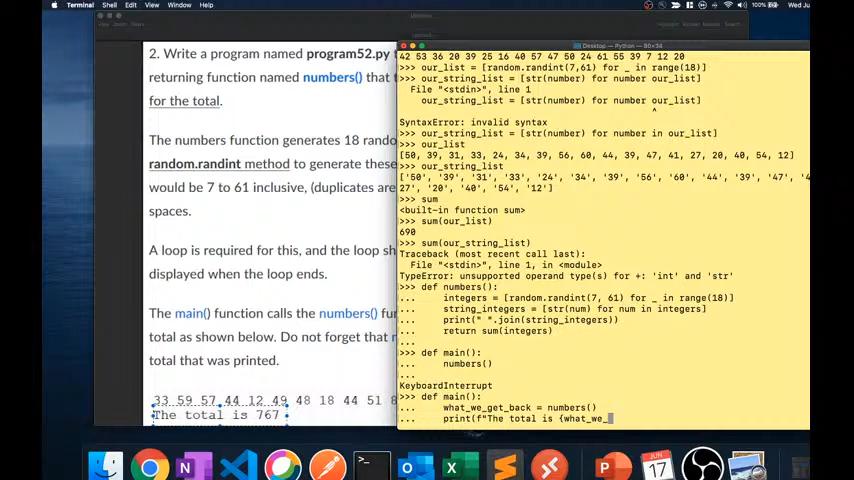 Terminal Shell Edit View Window Help
100%
Wed Ju
2. Write a program named program52.py t
returning function named numbers() that t
for the total.
The numbers function generates 18 rando
random.randint method to generate these
would be 7 to 61 inclusive, (duplicates are
spaces.
A loop is required for this, and the loop sh
displayed when the loop ends.
The main() function calls the numbers() fun
total as shown below. Do not forget that
total that was printed.
33 59 57 44 12 49 48 18 44 51 8
The total is 767
Desktop — Python — 80×34
42 53 36 20 39 25 16 40 57 47 50 24 61 55 39 7 12 20
>>> our_list = [random.randint(7,61) for _ in range(18)]
>>> our_string_list = [str(number) for number our_list]
File "<stdin>", line 1
our_string_list = [str(number) for number our_list]
^
SyntaxError: invalid syntax
>>> our_string_list = [str(number) for number in our_list]
>>> our_list
[50, 39, 31, 33, 24, 34, 39, 56, 60, 44, 39, 47, 41, 27, 20, 40, 54, 12]
>>> our_string_list
['50', '39', '31', '33', '24', '34', '39', '56', '60', '44', '39', '47', '4
27', '20', '40', '54', '12']
>>> sum
<built-in function sum>
>>> sum(our_list)
690
>>> sum(our_string_list)
Traceback (most recent call last):
File "<stdin>", line 1, in <module>
TypeError: unsupported operand type(s) for +: 'int' and 'str'
>>> def numbers():
... integers = [random.randint(7, 61) for _ in range(18)]
... string_integers = [str(num) for num in integers]
... print(" ".join(string_integers))
... return sum(integers)
...
>>> def main():
... numbers()
...
KeyboardInterrupt
>>> def main():
... what_we_get_back = numbers()
... print(f"The total is {what_we_
JUN
17